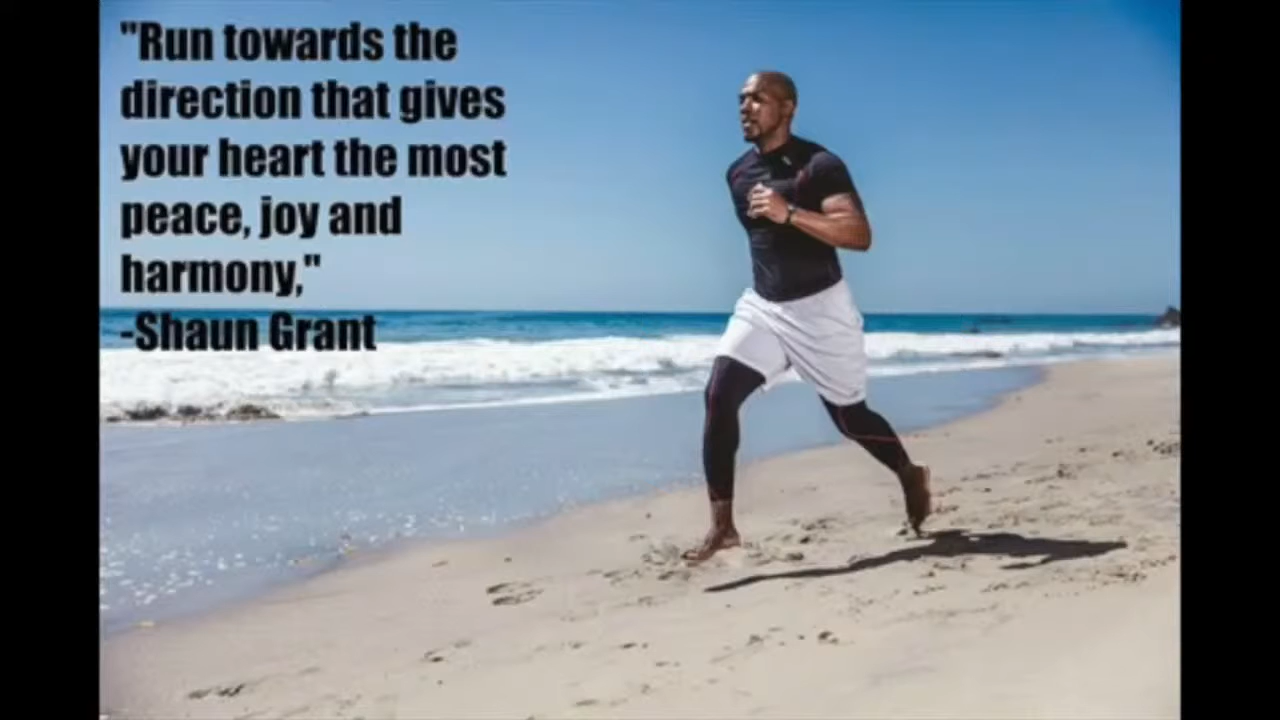 "Run towards the
direction that gives
your heart the most
peace, joy and
harmony,"
-Shaun Grant